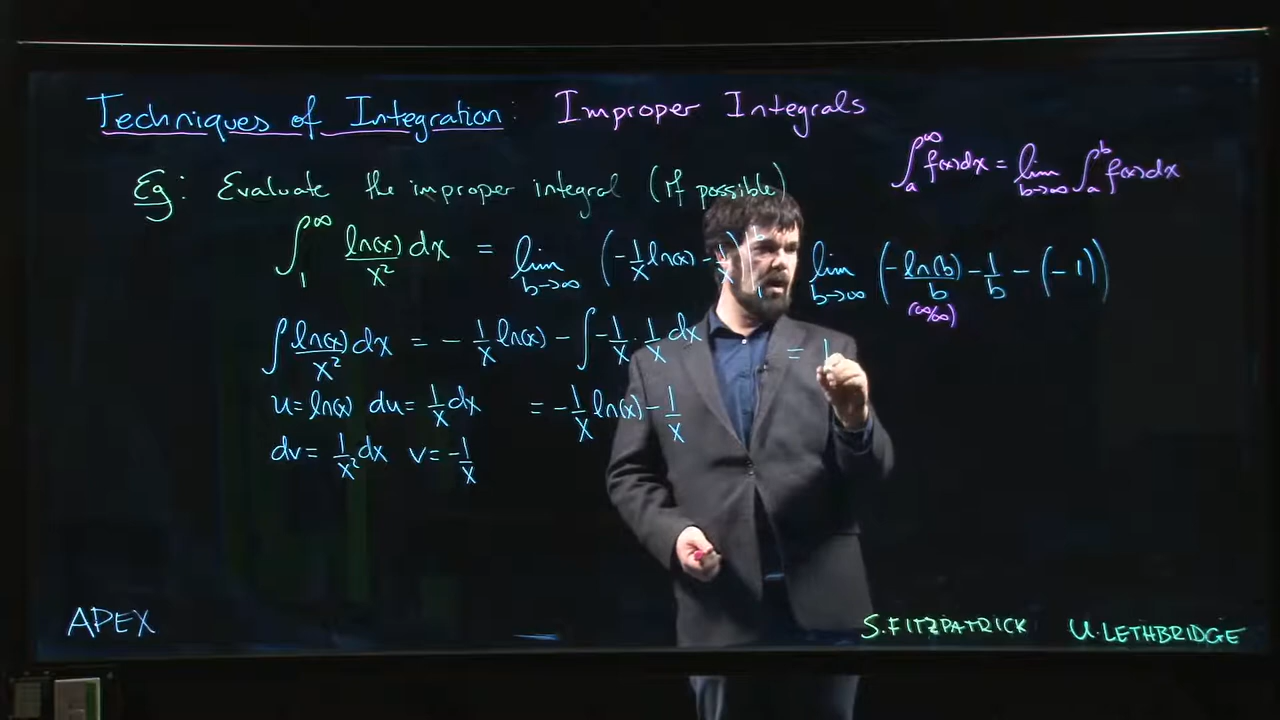 Techniques of Integration: Improper Integrals
∫_a^∞ f(x)dx = lim_{b→∞} ∫_a^b f(x)dx
Eg: Evaluate the improper integral (if possible)
∫_1^∞ ln(x)/x² dx = lim_{b→∞} (-1/x ln(x) - 1/x)|_1^b lim_{b→∞} (-ln(b)/b - 1/b - (-1))
(∞/∞)
∫ ln(x)/x² dx = - 1/x ln(x) - ∫ -1/x · 1/x dx
=
u = ln(x) du = 1/x dx = -1/x ln(x) - 1/x
dv = 1/x² dx v = -1/x
APEX
S. FITZPATRICK U. LETHBRIDGE